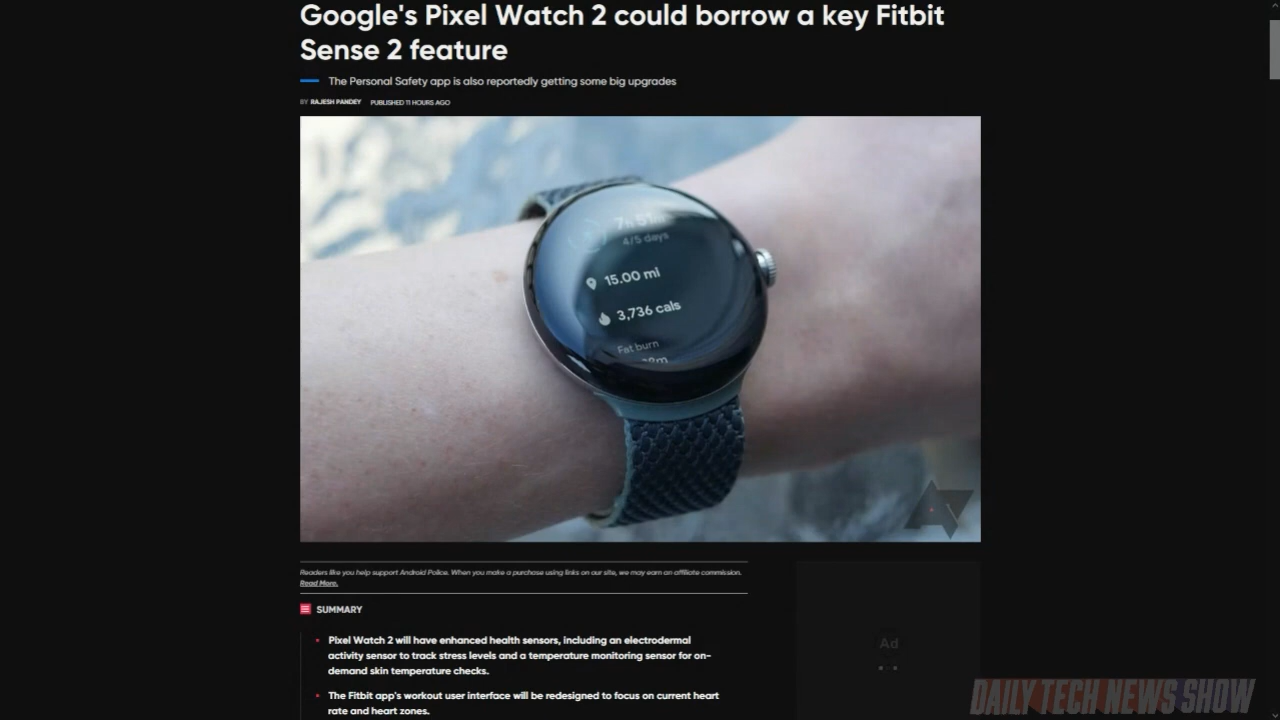 Google's Pixel Watch 2 could borrow a key Fitbit
Sense 2 feature
The Personal Safety app is also reportedly getting some big upgrades
BY RAJESH PANDEY PUBLISHED 11 HOURS AGO
4/5 days
15.00 mi
3,736 cals
Fat burn
Readers like you help support Android Police. When you make a purchase using links on our site, we may earn an affiliate commission.
Read More.
SUMMARY
Pixel Watch 2 will have enhanced health sensors, including an electrodermal
activity sensor to track stress levels and a temperature monitoring sensor for on-
demand skin temperature checks.
The Fitbit app's workout user interface will be redesigned to focus on current heart
rate and heart zones.
Ad
DAILY TECH NEWS SHOW